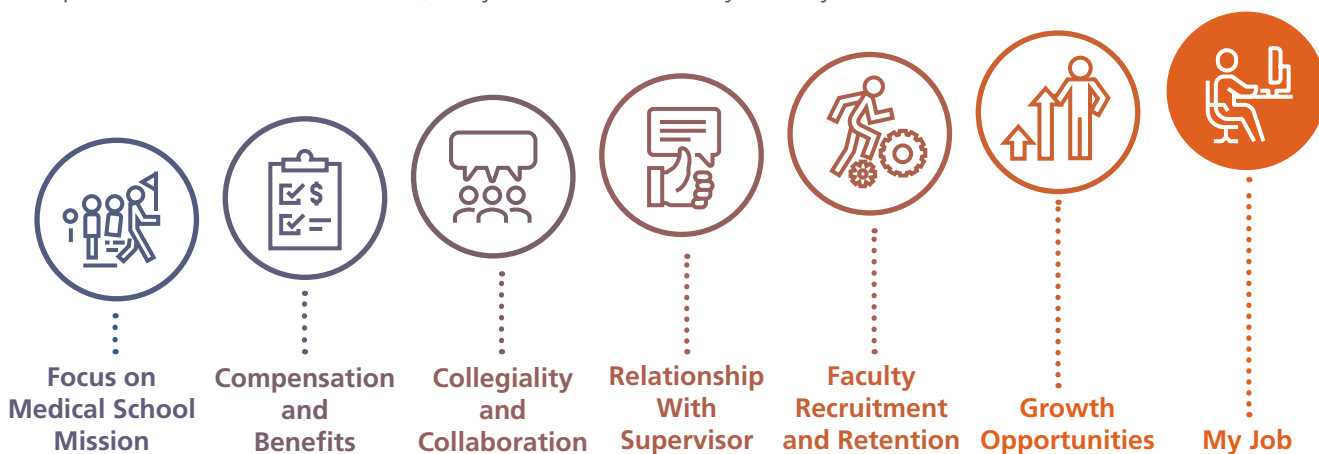 Focus on
Medical School
Mission
Compensation
and
Benefits
Collegiality
and
Collaboration
Relationship
With
Supervisor
Faculty
Recruitment
and Retention
Growth
Opportunities
My Job
$